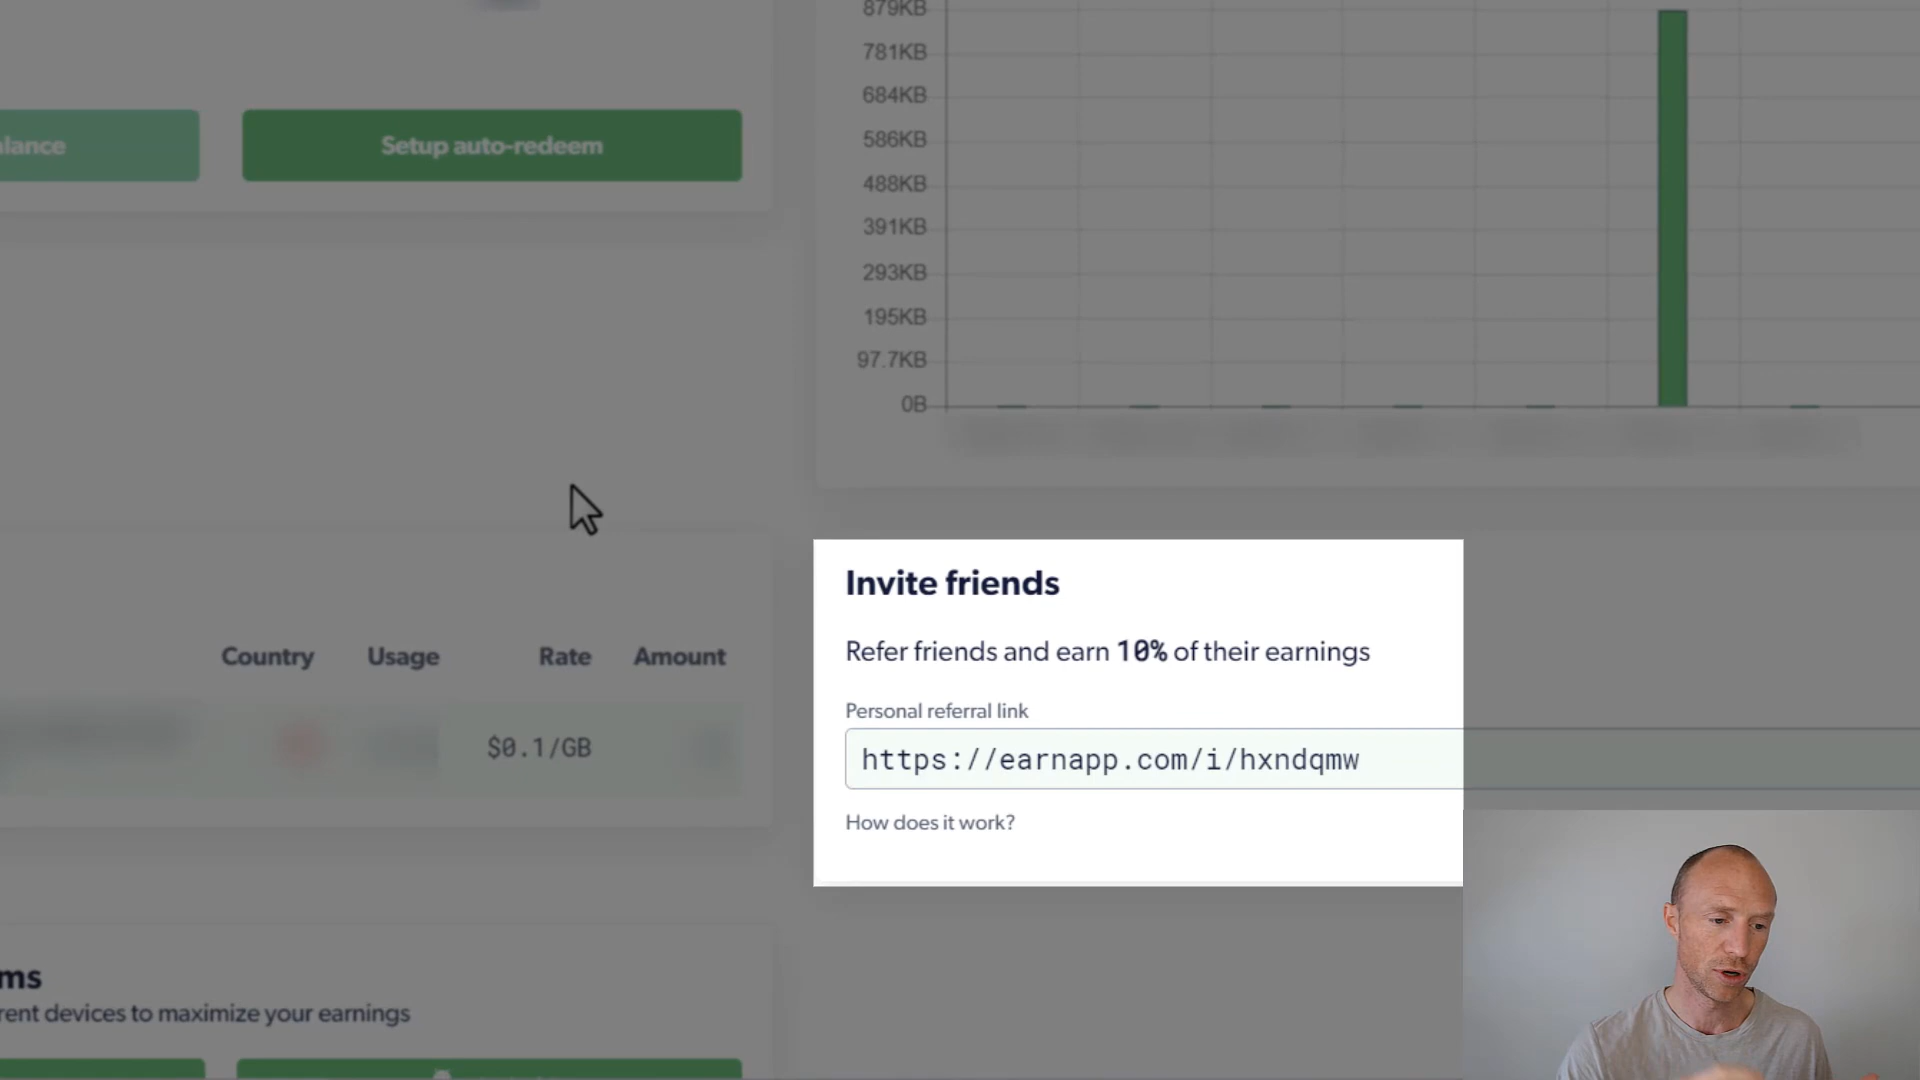 lance
Setup auto-redeem
879KB
781KB
684KB
586KB
488KB
391KB
293KB
195KB
97.7KB
0B
Country Usage Rate Amount
$0.1/GB
Invite friends
Refer friends and earn 10% of their earnings
Personal referral link
https://earnapp.com/i/hxndqmw
How does it work?
ms
rent devices to maximize your earnings